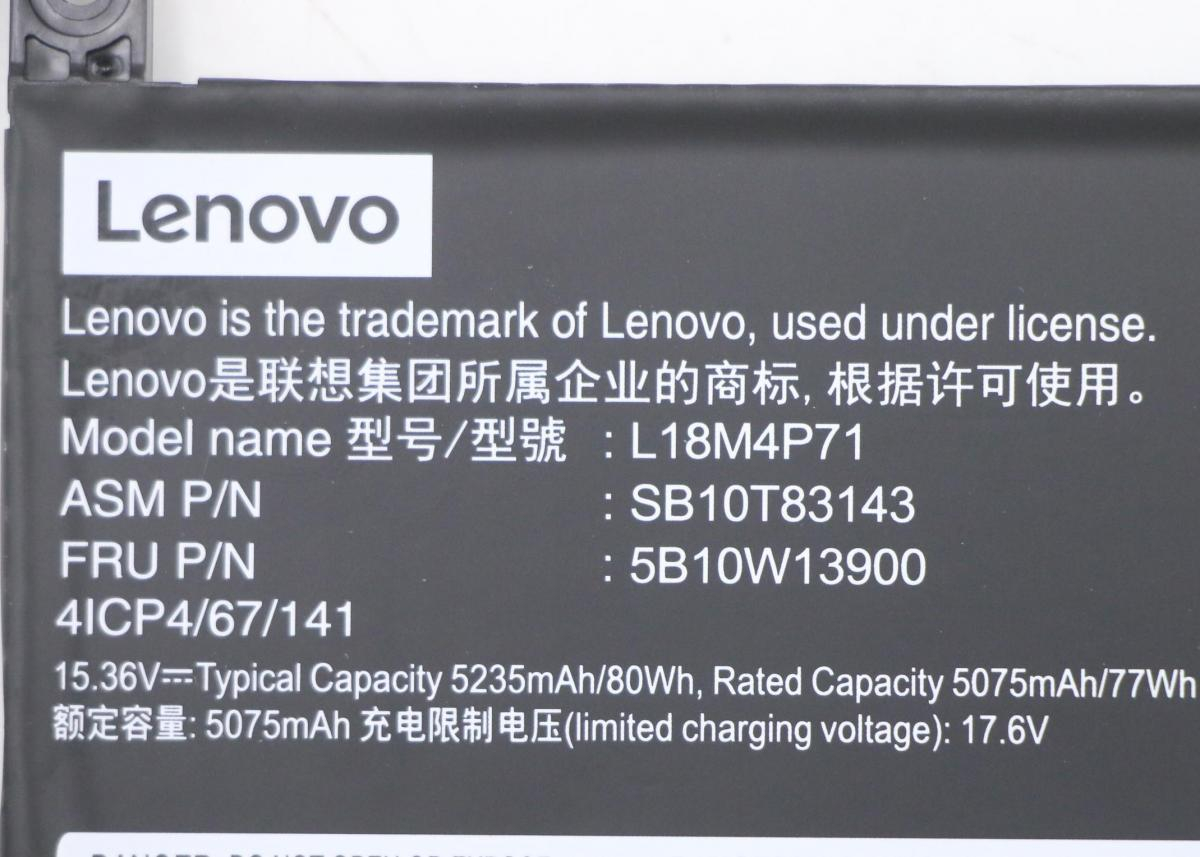 Lenovo
Lenovo is the trademark of Lenovo, used under license.
Lenovo是联想集团所属企业的商标, 根据许可使用。
Model name 型号/型號 : L18M4P71
ASM P/N : SB10T83143
FRU P/N : 5B10W13900
4ICP4/67/141
15.36V⎓Typical Capacity 5235mAh/80Wh, Rated Capacity 5075mAh/77Wh
额定容量: 5075mAh 充电限制电压(limited charging voltage): 17.6V